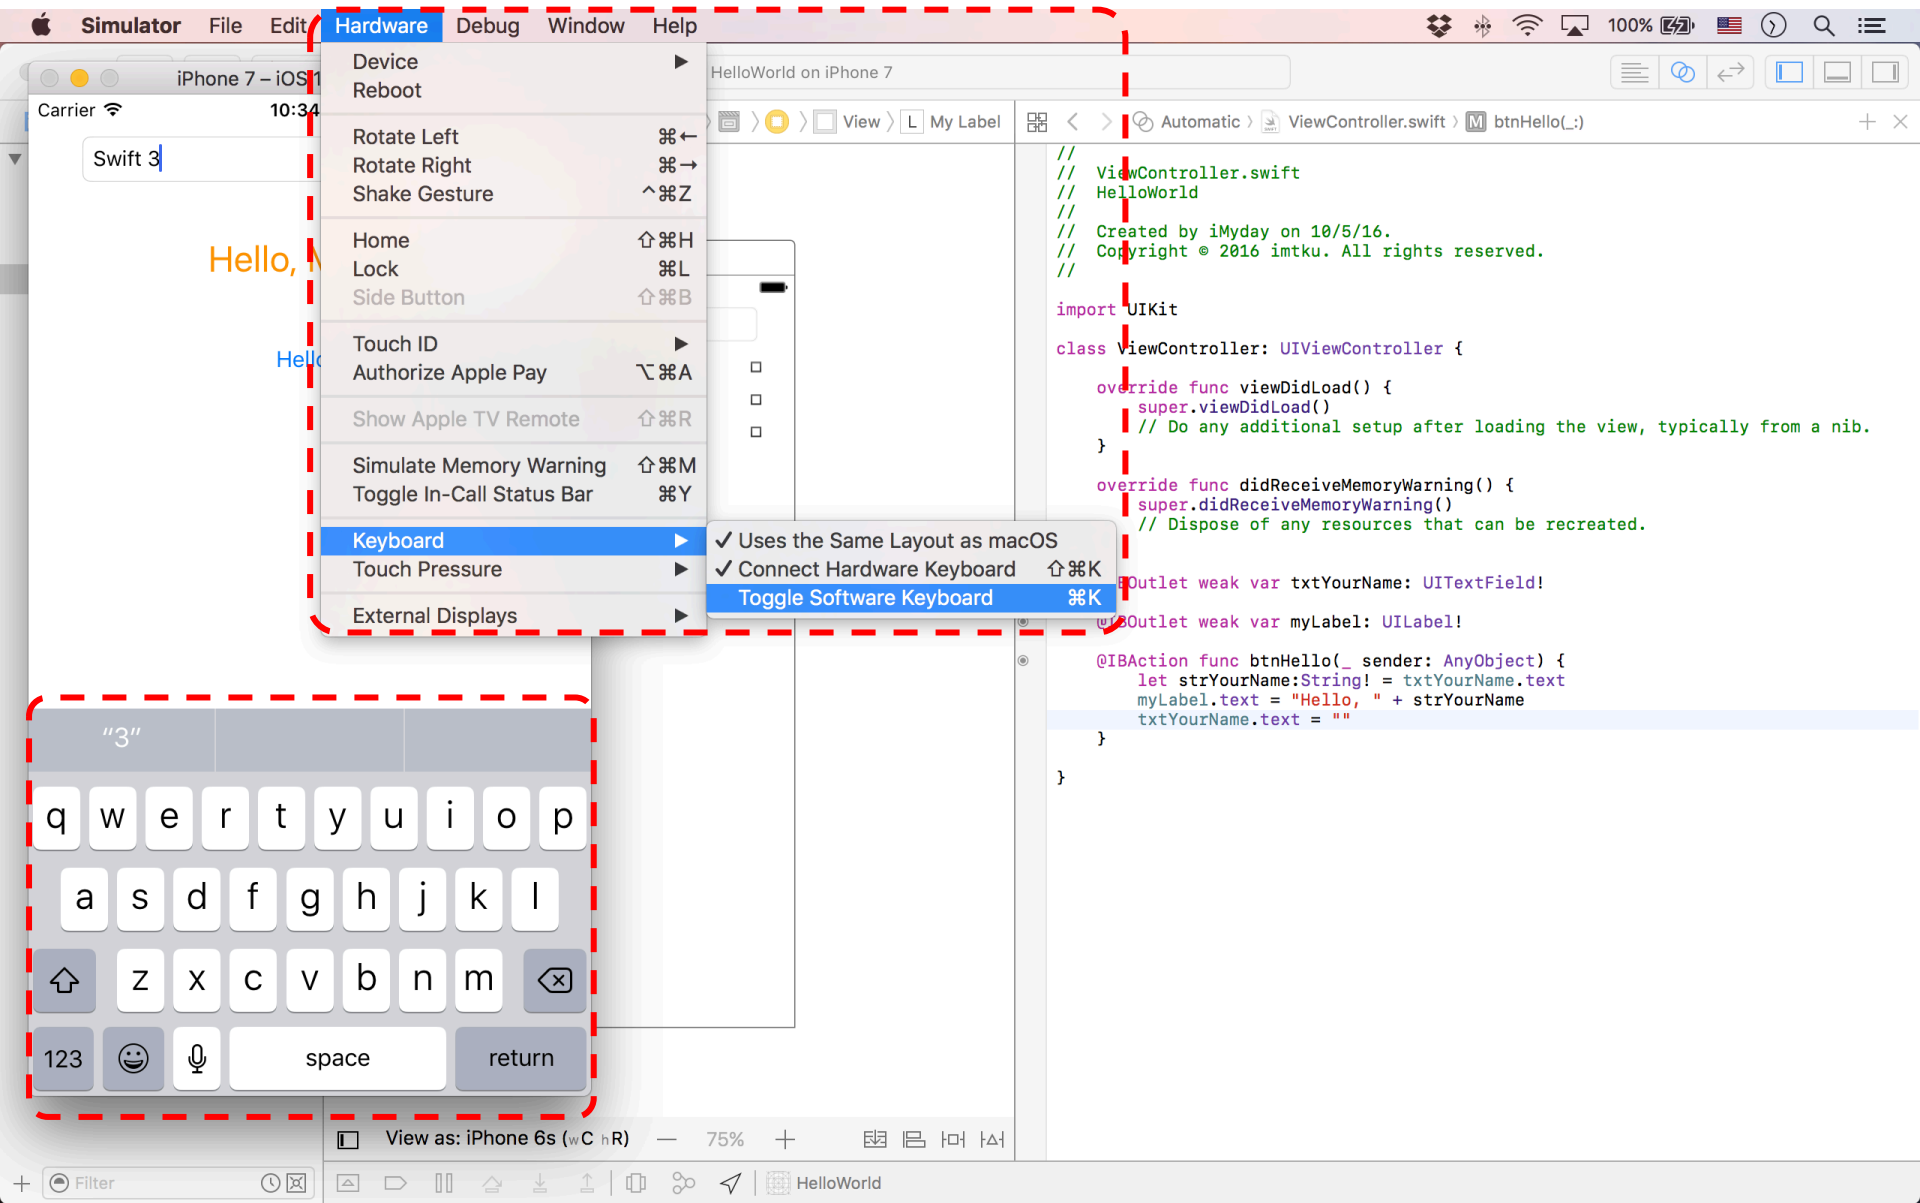 Simulator File Edit Hardware Debug Window Help 100%
iPhone 7 – iOS 1
Carrier 10:34
Swift 3
Hello, M
Hello
Device
Reboot
Rotate Left ⌘←
Rotate Right ⌘→
Shake Gesture ^⌘Z
Home ⇧⌘H
Lock ⌘L
Side Button ⇧⌘B
Touch ID
Authorize Apple Pay ⌥⌘A
Show Apple TV Remote ⇧⌘R
Simulate Memory Warning ⇧⌘M
Toggle In-Call Status Bar ⌘Y
Keyboard
Touch Pressure
External Displays
✓ Uses the Same Layout as macOS
✓ Connect Hardware Keyboard ⇧⌘K
Toggle Software Keyboard ⌘K
"3"
q w e r t y u i o p
a s d f g h j k l
z x c v b n m
123 space return
HelloWorld on iPhone 7
View L My Label
Automatic ViewController.swift M btnHello(_:)
//
// ViewController.swift
// HelloWorld
//
// Created by iMyday on 10/5/16.
// Copyright © 2016 imtku. All rights reserved.
//
import UIKit
class ViewController: UIViewController {
override func viewDidLoad() {
super.viewDidLoad()
// Do any additional setup after loading the view, typically from a nib.
}
override func didReceiveMemoryWarning() {
super.didReceiveMemoryWarning()
// Dispose of any resources that can be recreated.
Outlet weak var txtYourName: UITextField!
@IBOutlet weak var myLabel: UILabel!
@IBAction func btnHello(_ sender: AnyObject) {
let strYourName:String! = txtYourName.text
myLabel.text = "Hello, " + strYourName
txtYourName.text = ""
}
}
View as: iPhone 6s (wC hR) — 75% +
Filter
HelloWorld